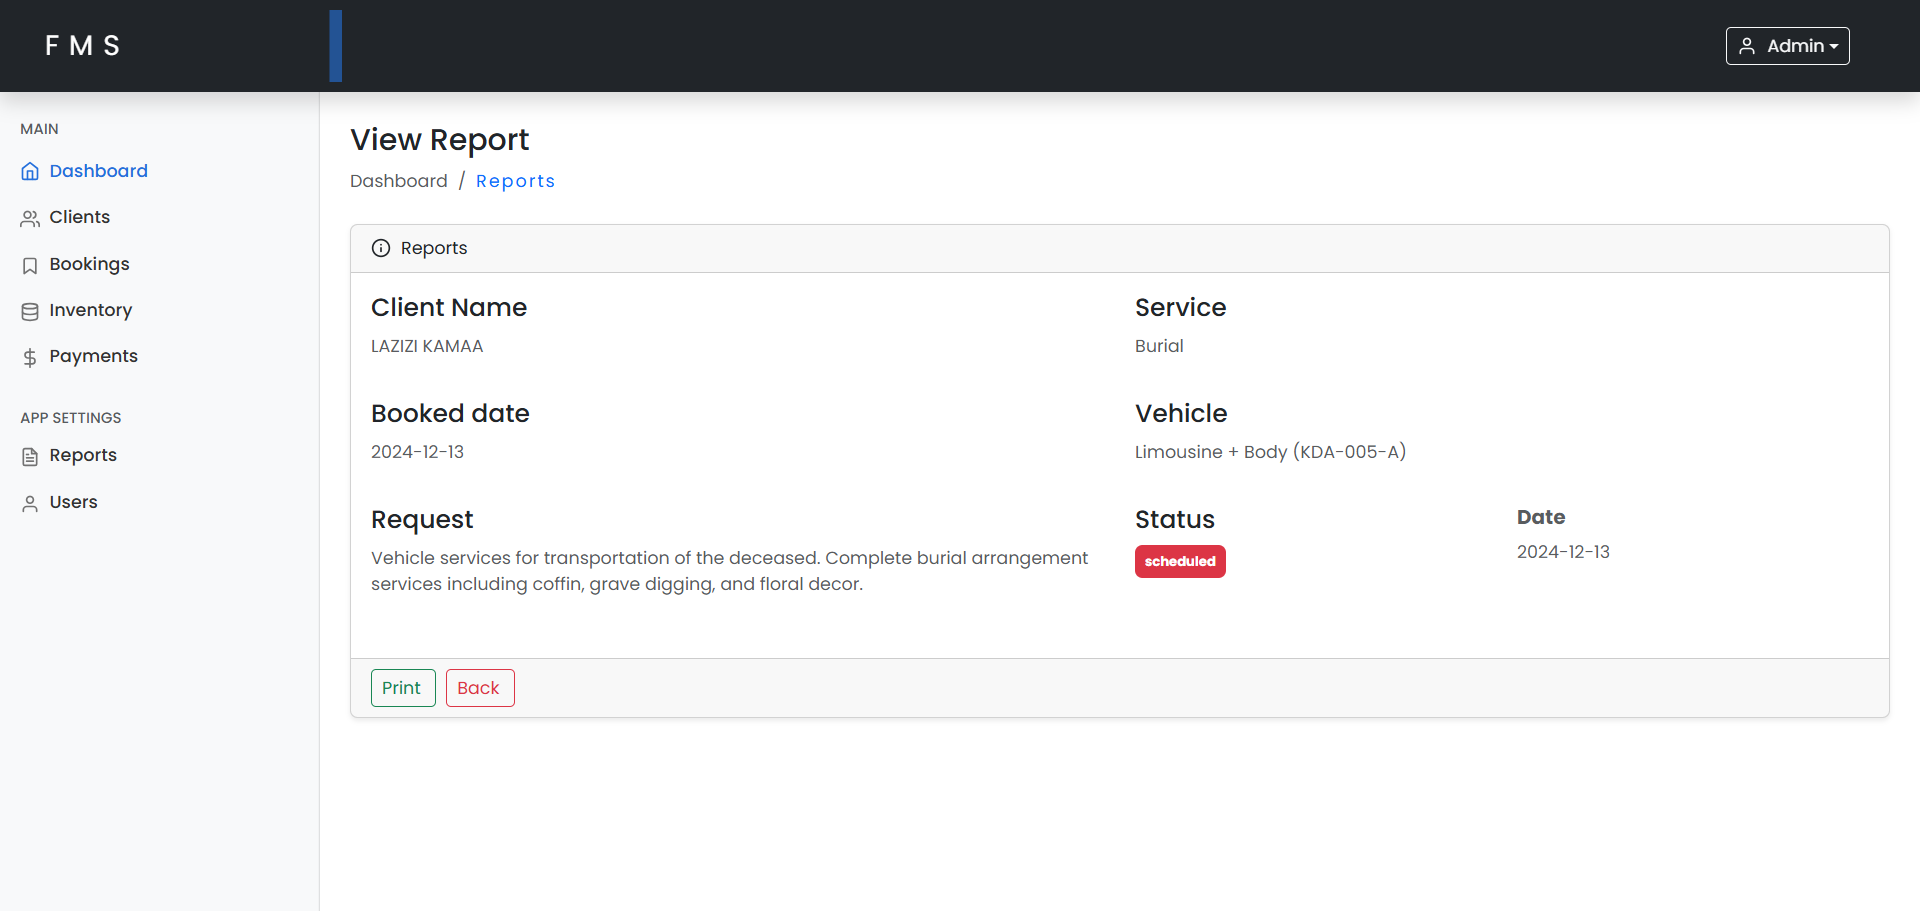 F M S
Admin
MAIN
Dashboard
Clients
Bookings
Inventory
Payments
APP SETTINGS
Reports
Users
View Report
Dashboard / Reports
Reports
Client Name
LAZIZI KAMAA
Service
Burial
Booked date
2024-12-13
Vehicle
Limousine + Body (KDA-005-A)
Request
Vehicle services for transportation of the deceased. Complete burial arrangement
services including coffin, grave digging, and floral decor.
Status
scheduled
Date
2024-12-13
Print
Back